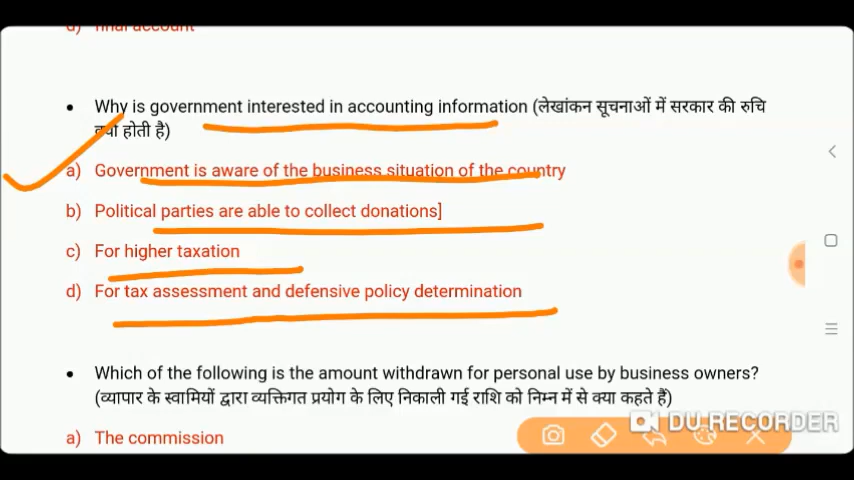 d) final account
• Why is government interested in accounting information (लेखांकन सूचनाओं में सरकार की रुचि
क्यों होती है)
a) Government is aware of the business situation of the country
b) Political parties are able to collect donations]
c) For higher taxation
d) For tax assessment and defensive policy determination
• Which of the following is the amount withdrawn for personal use by business owners?
(व्यापार के स्वामियों द्वारा व्यक्तिगत प्रयोग के लिए निकाली गई राशि को निम्न में से क्या कहते हैं)
a) The commission
DU RECORDER